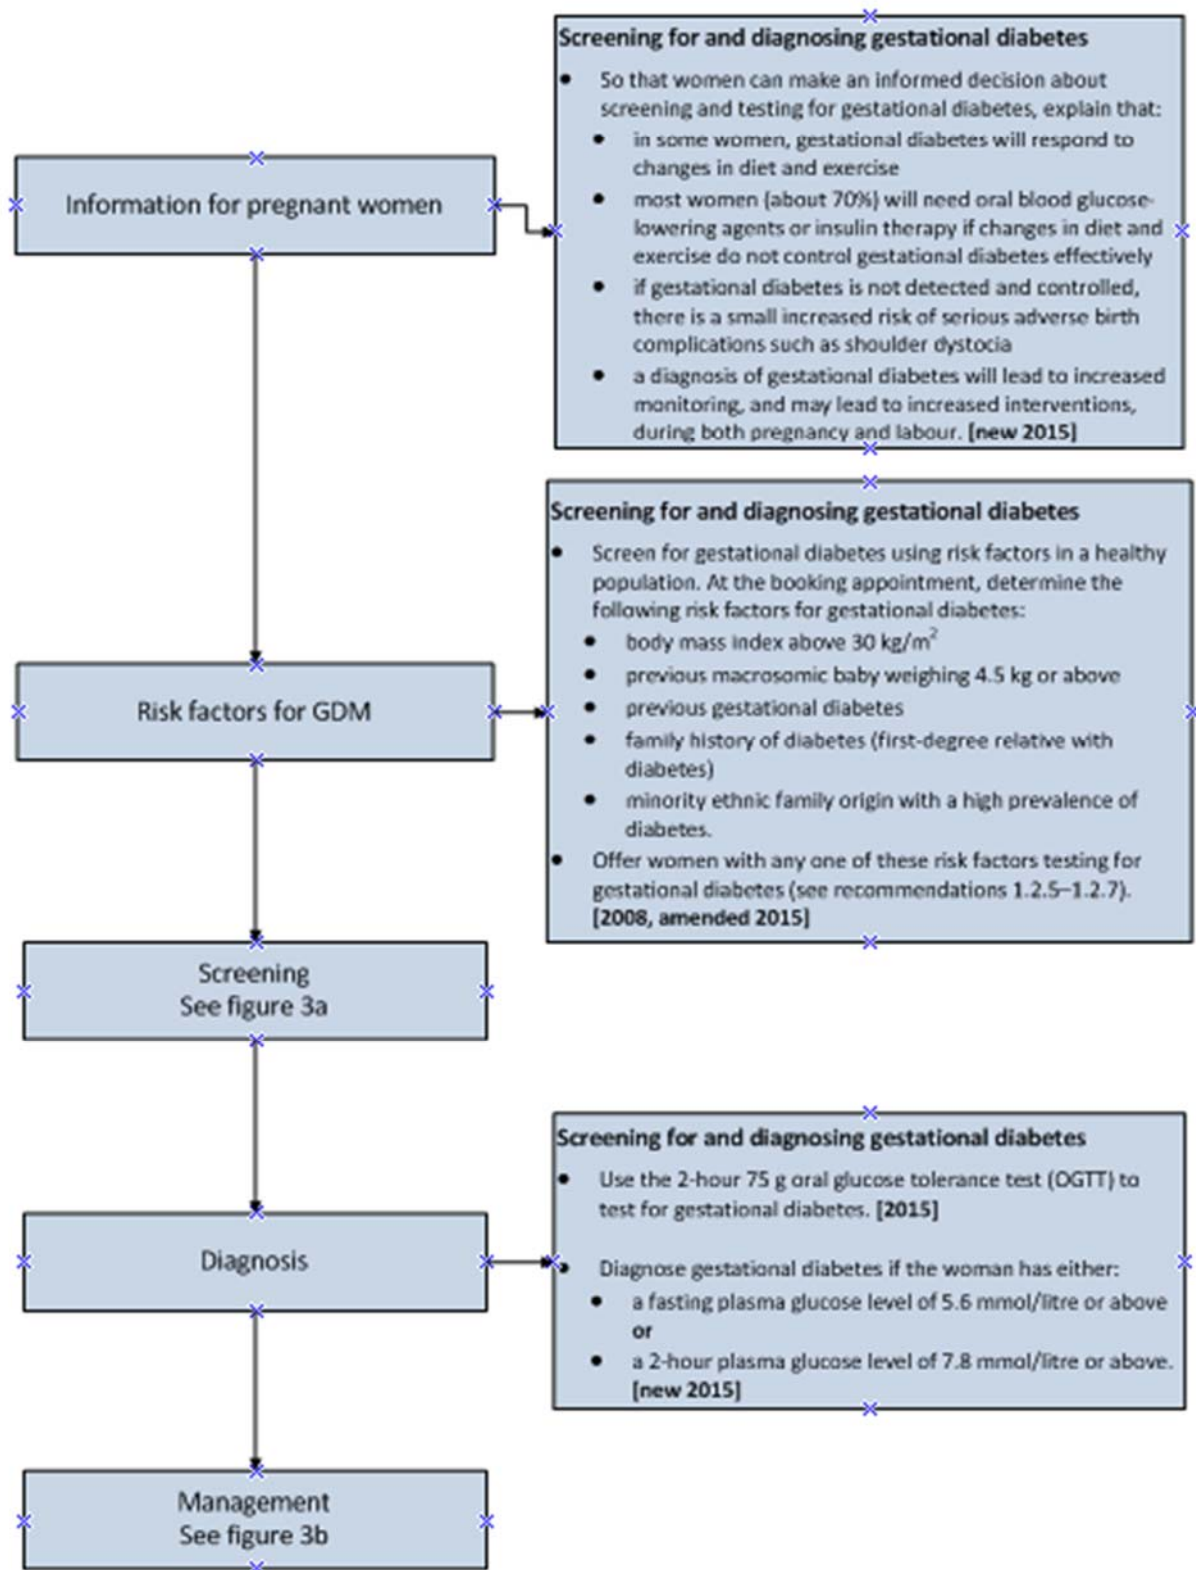 Screening for and diagnosing gestational diabetes
• So that women can make an informed decision about
screening and testing for gestational diabetes, explain that:
• in some women, gestational diabetes will respond to
changes in diet and exercise
• most women (about 70%) will need oral blood glucose-
lowering agents or insulin therapy if changes in diet and
exercise do not control gestational diabetes effectively
• if gestational diabetes is not detected and controlled,
there is a small increased risk of serious adverse birth
complications such as shoulder dystocia
• a diagnosis of gestational diabetes will lead to increased
monitoring, and may lead to increased interventions,
during both pregnancy and labour. [new 2015]
Information for pregnant women
Screening for and diagnosing gestational diabetes
• Screen for gestational diabetes using risk factors in a healthy
population. At the booking appointment, determine the
following risk factors for gestational diabetes:
• body mass index above 30 kg/m²
• previous macrosomic baby weighing 4.5 kg or above
• previous gestational diabetes
• family history of diabetes (first-degree relative with
diabetes)
• minority ethnic family origin with a high prevalence of
diabetes.
• Offer women with any one of these risk factors testing for
gestational diabetes (see recommendations 1.2.5–1.2.7).
[2008, amended 2015]
Risk factors for GDM
Screening
See figure 3a
Screening for and diagnosing gestational diabetes
• Use the 2-hour 75 g oral glucose tolerance test (OGTT) to
test for gestational diabetes. [2015]
• Diagnose gestational diabetes if the woman has either:
• a fasting plasma glucose level of 5.6 mmol/litre or above
or
• a 2-hour plasma glucose level of 7.8 mmol/litre or above.
[new 2015]
Diagnosis
Management
See figure 3b